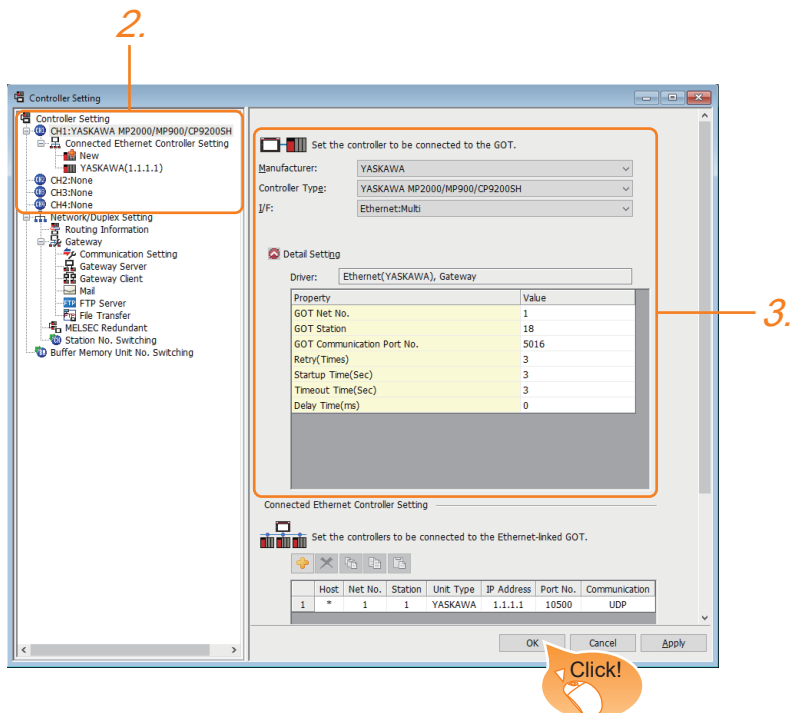 2.
Controller Setting
Controller Setting
CH1:YASKAWA MP2000/MP900/CP9200SH
Connected Ethernet Controller Setting
New
YASKAWA(1.1.1.1)
CH2:None
CH3:None
CH4:None
Network/Duplex Setting
Routing Information
Gateway
Communication Setting
Gateway Server
Gateway Client
Mail
FTP Server
File Transfer
MELSEC Redundant
Station No. Switching
Buffer Memory Unit No. Switching
Set the controller to be connected to the GOT.
Manufacturer: YASKAWA
Controller Type: YASKAWA MP2000/MP900/CP9200SH
I/F: Ethernet:Multi
Detail Setting
Driver: Ethernet(YASKAWA), Gateway
Property Value
GOT Net No. 1
GOT Station 18
GOT Communication Port No. 5016
Retry(Times) 3
Startup Time(Sec) 3
Timeout Time(Sec) 3
Delay Time(ms) 0
3.
Connected Ethernet Controller Setting
Set the controllers to be connected to the Ethernet-linked GOT.
Host Net No. Station Unit Type IP Address Port No. Communication
1 * 1 1 YASKAWA 1.1.1.1 10500 UDP
OK Cancel Apply
Click!